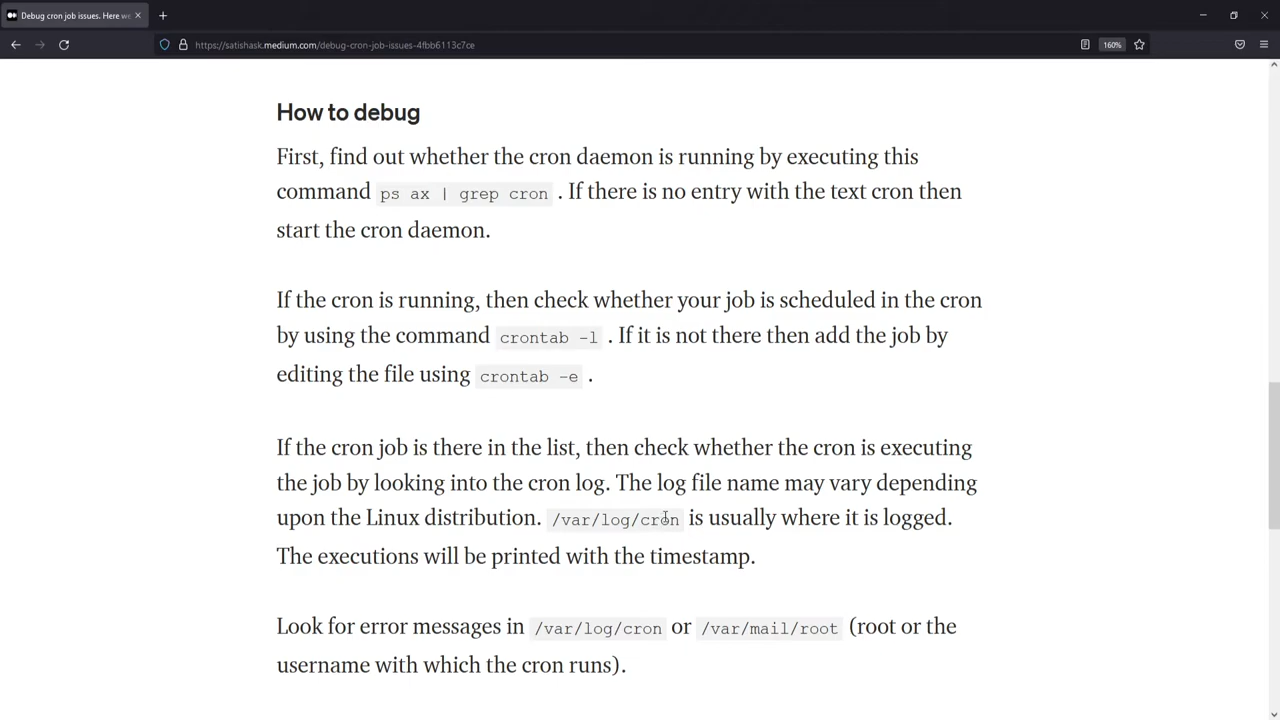 Debug cron job issues. Here we
https://satishask.medium.com/debug-cron-job-issues-4fbb6113c7ce
160%
How to debug
First, find out whether the cron daemon is running by executing this
command ps ax | grep cron . If there is no entry with the text cron then
start the cron daemon.
If the cron is running, then check whether your job is scheduled in the cron
by using the command crontab -l . If it is not there then add the job by
editing the file using crontab -e .
If the cron job is there in the list, then check whether the cron is executing
the job by looking into the cron log. The log file name may vary depending
upon the Linux distribution. /var/log/cron is usually where it is logged.
The executions will be printed with the timestamp.
Look for error messages in /var/log/cron or /var/mail/root (root or the
username with which the cron runs).